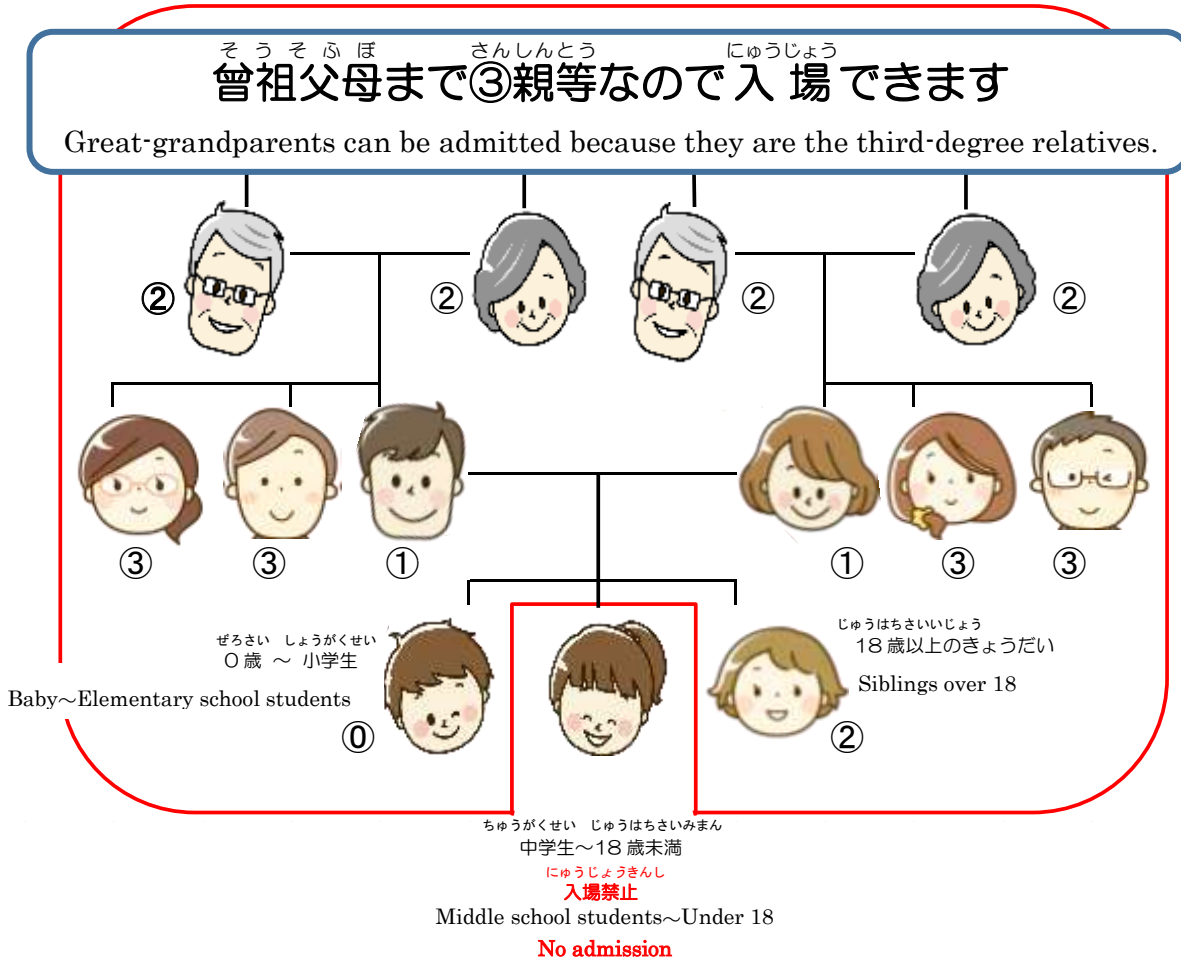 そうそふぼ さんしんとう にゅうじょう
曾祖父母まで③親等なので入場できます
Great-grandparents can be admitted because they are the third-degree relatives.
② ② ② ②
③ ③ ① ① ③ ③
ぜろさい しょうがくせい
0歳 ～ 小学生
Baby～Elementary school students
⓪
じゅうはちさいいじょう
18歳以上のきょうだい
Siblings over 18
②
ちゅうがくせい じゅうはちさいみまん
中学生～18歳未満
にゅうじょうきんし
入場禁止
Middle school students～Under 18
No admission